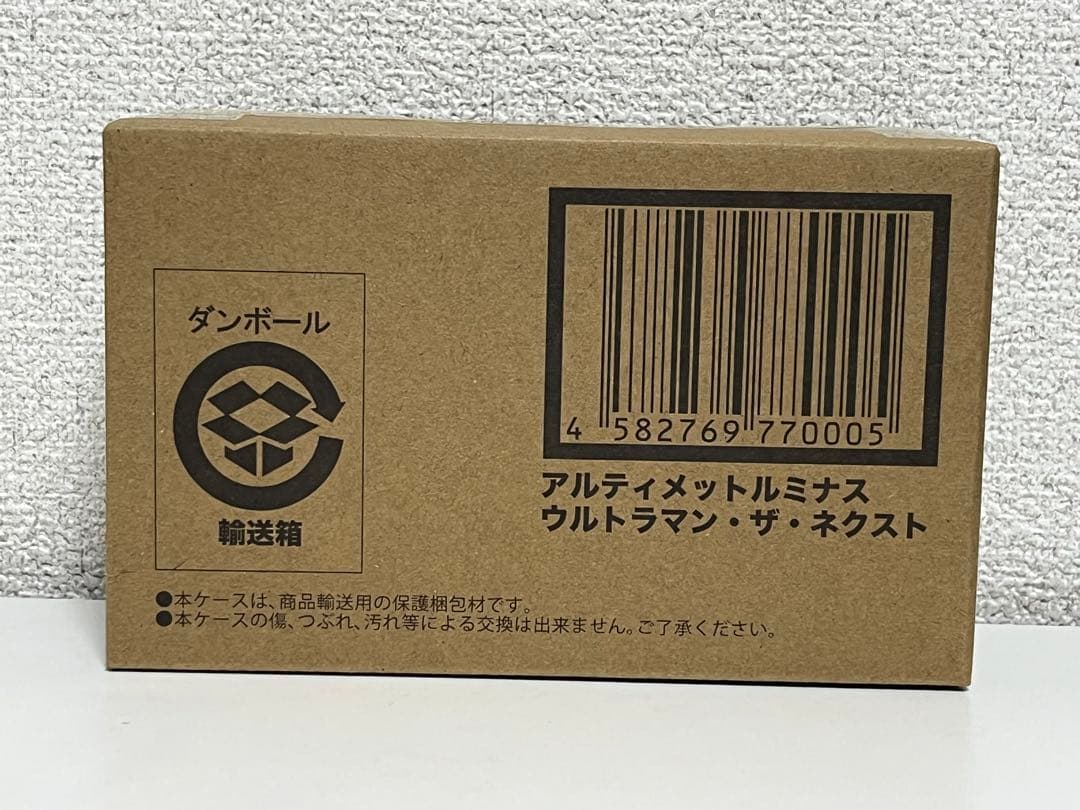 ダンボール
輸送箱
4 582769 770005
アルティメットルミナス
ウルトラマン・ザ・ネクスト
●本ケースは、商品輸送用の保護梱包材です。
●本ケースの傷、つぶれ、汚れ等による交換は出来ません。ご了承ください。